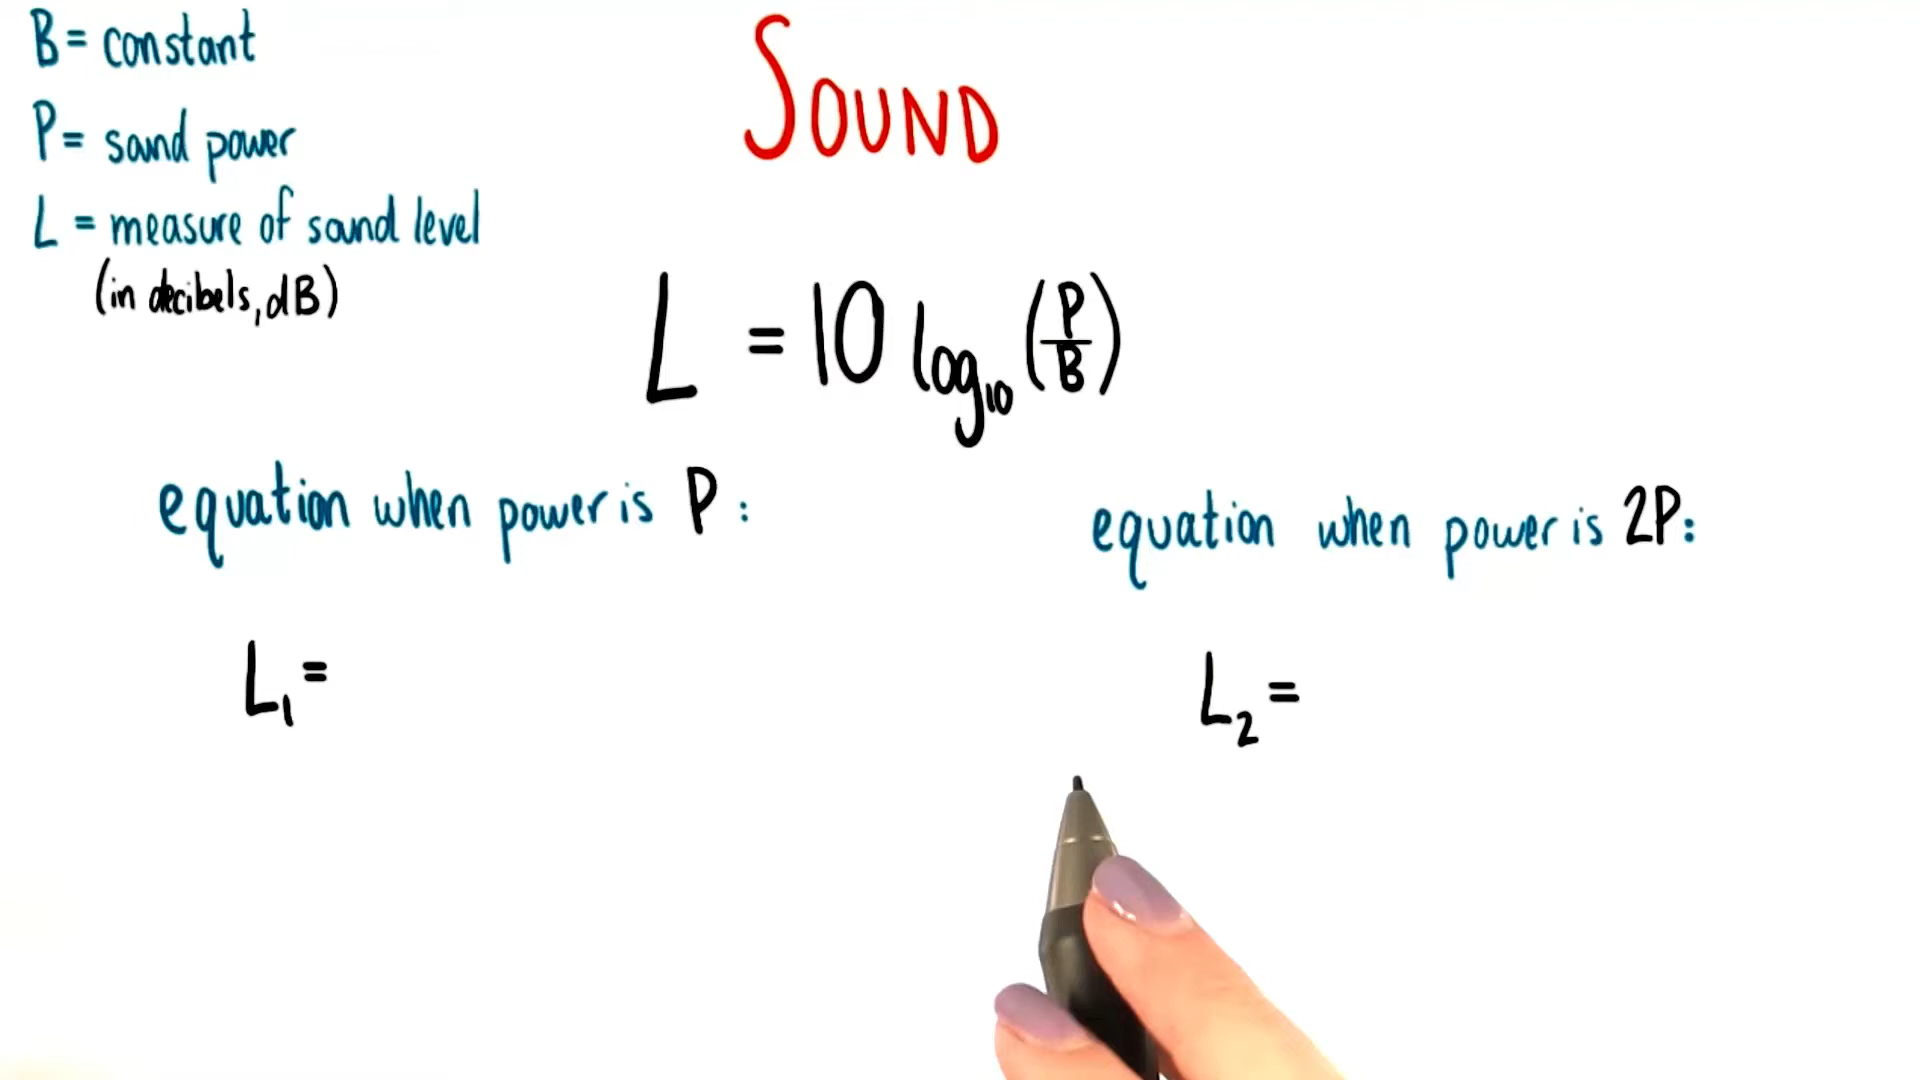 B = constant
SOUND
P = sound power
L = measure of sound level
(in decibels, dB)
L = 10 log₁₀ (P/B)
equation when power is P :
equation when power is 2P :
L₁ =
L₂ =